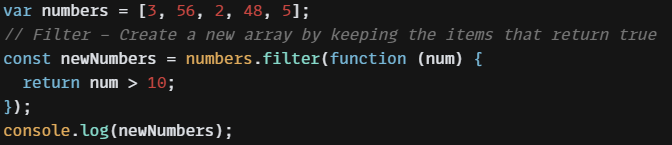 var numbers = [3, 56, 2, 48, 5];
// Filter - Create a new array by keeping the items that return true
const newNumbers = numbers.filter(function (num) {
  return num > 10;
});
console.log(newNumbers);